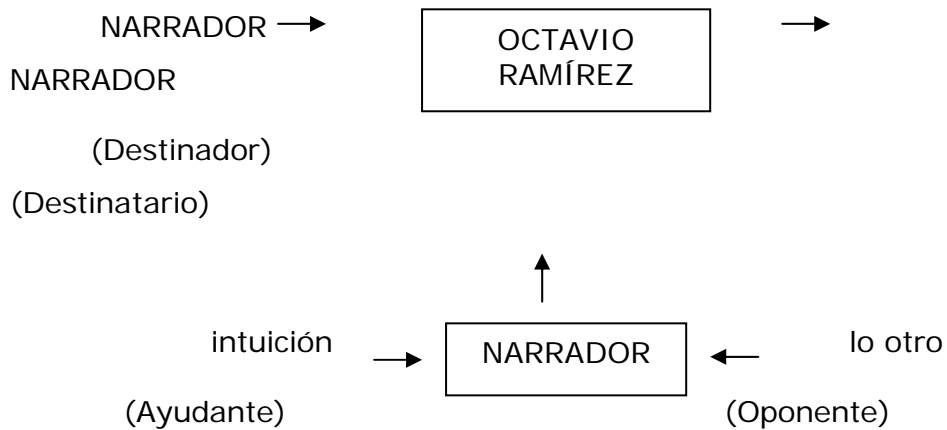 NARRADOR
OCTAVIO
RAMÍREZ
NARRADOR
(Destinador)
(Destinatario)
intuición
NARRADOR
lo otro
(Ayudante)
(Oponente)